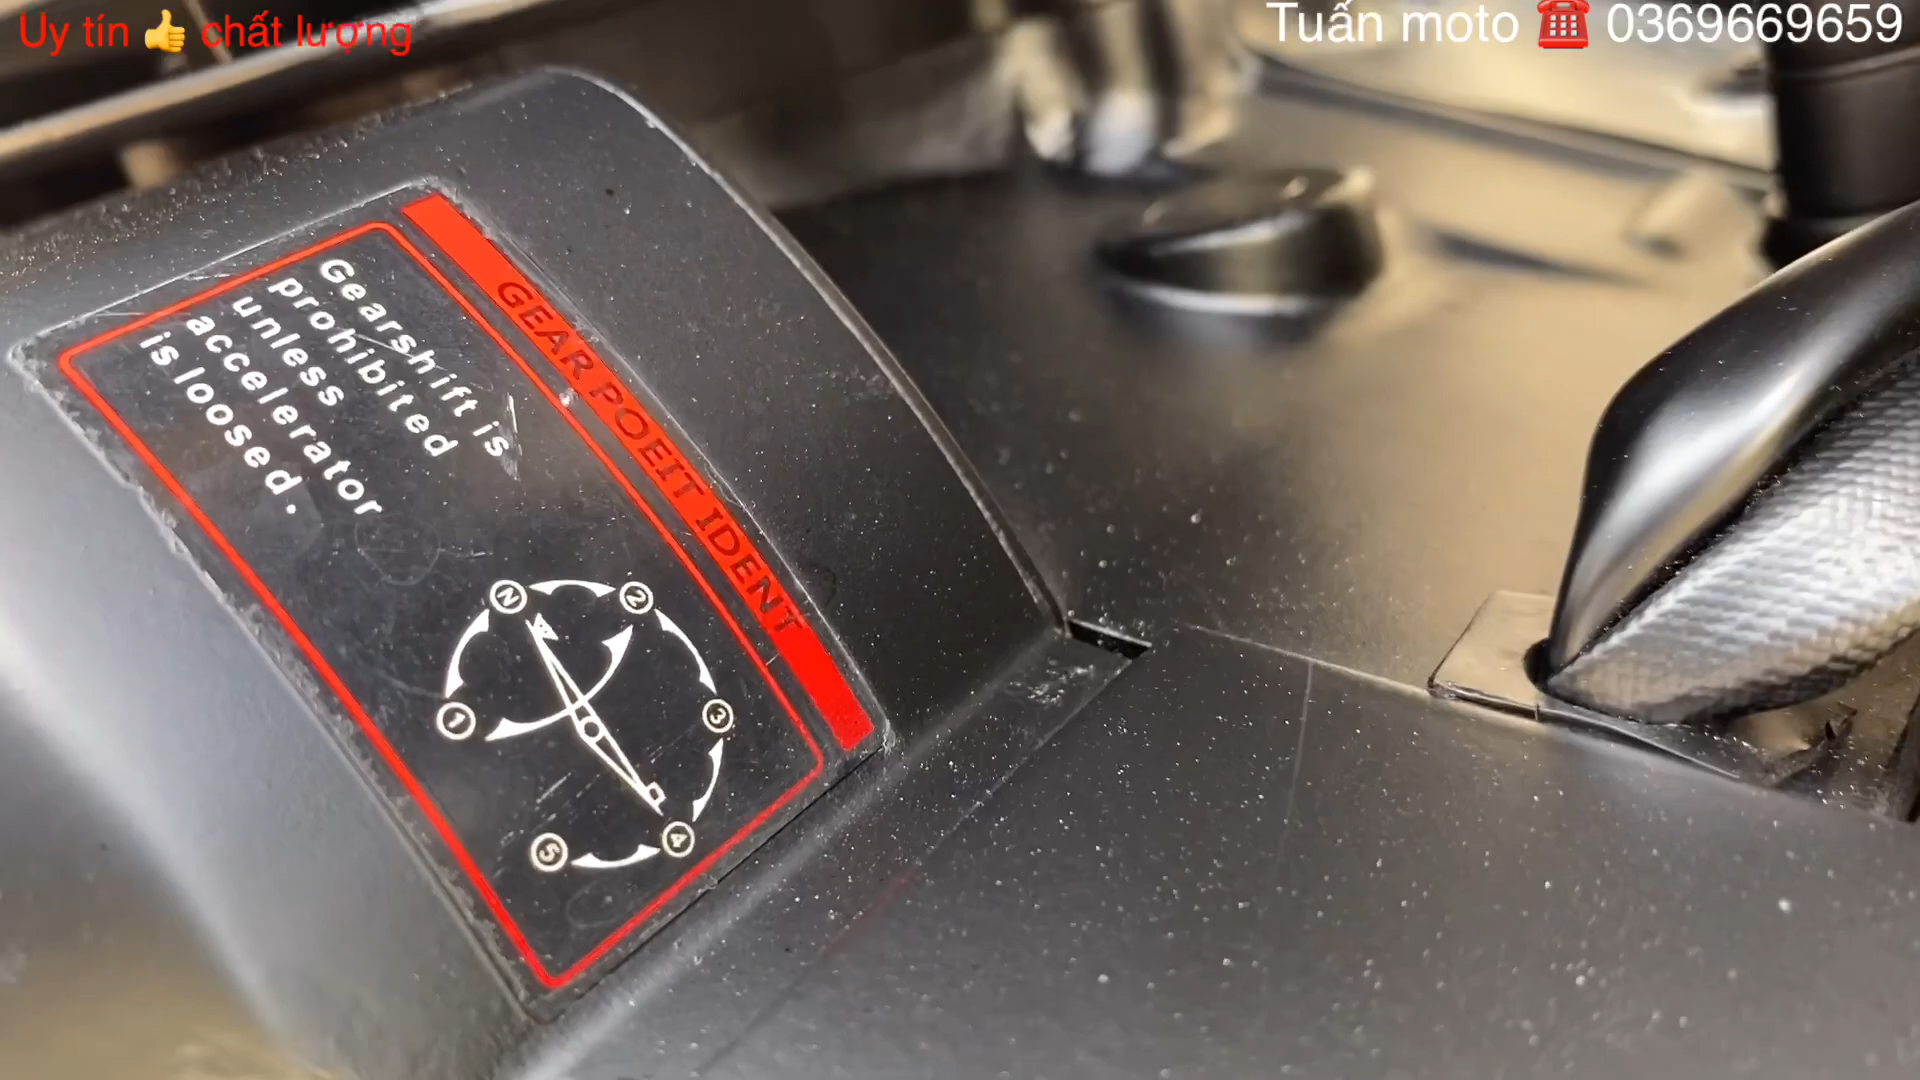 Uy tín 👍 chất lượng
Tuấn moto ☎️ 0369669659
GEAR POEIT IDENT
Gearshift is
prohibited
unless
accelerator
is loosed.
N
2
1
3
4
5